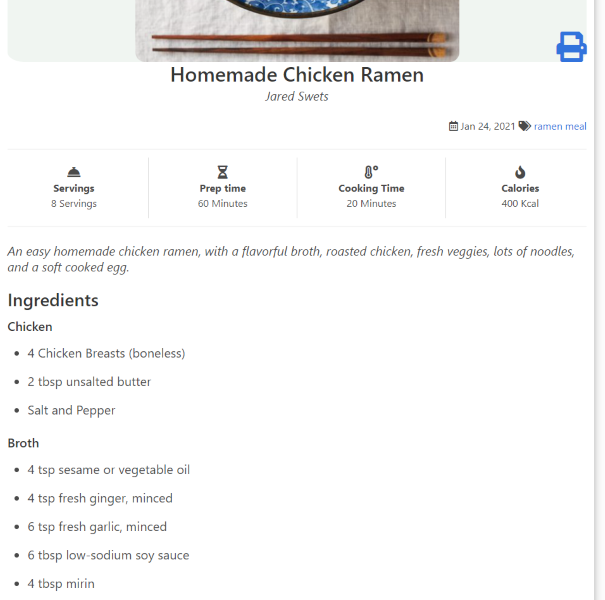 Homemade Chicken Ramen
Jared Swets
Jan 24, 2021 ramen meal
Servings
8 Servings
Prep time
60 Minutes
Cooking Time
20 Minutes
Calories
400 Kcal
An easy homemade chicken ramen, with a flavorful broth, roasted chicken, fresh veggies, lots of noodles,
and a soft cooked egg.
Ingredients
Chicken
4 Chicken Breasts (boneless)
2 tbsp unsalted butter
Salt and Pepper
Broth
4 tsp sesame or vegetable oil
4 tsp fresh ginger, minced
6 tsp fresh garlic, minced
6 tbsp low-sodium soy sauce
4 tbsp mirin